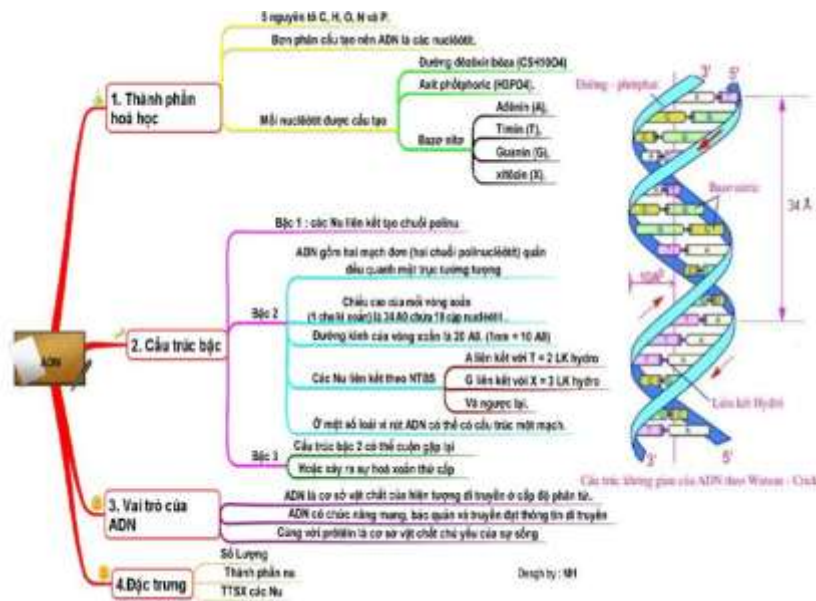 ADN
1. Thành phần
hoá học
5 nguyên tố C, H, O, N và P.
Đơn phân cấu tạo nên ADN là các nuclêôtit.
Mỗi nuclêôtit được cấu tạo
Đường đêôxir bôza (C5H10O4)
Axit phôtphoric (H3PO4).
Bazơ nitơ
Ađênin (A),
Timin (T),
Guanin (G),
xitôzin (X).
2. Cấu trúc bậc
Bậc 1 : các Nu liên kết tạo chuỗi polinu
Bậc 2
ADN gồm hai mạch đơn (hai chuỗi polinuclêôtit) quấn
đều quanh một trục tưởng tượng
Chiều cao của mỗi vòng xoắn
(1 chu kì xoắn) là 34 A0 chứa 10 cặp nuclêôtit .
Đường kính của vòng xoắn là 20 A0. (1nm = 10 A0)
Các Nu liên kết theo NTBS
A liên kết với T = 2 LK hydro
G liên kết với X = 3 LK hydro
Và ngược lại.
Ở một số loài vi rút ADN có thể có cấu trúc một mạch.
Bậc 3
Cấu trúc bậc 2 có thể cuộn gập lại
Hoặc xảy ra sự hoá xoắn thứ cấp
3. Vai trò của
ADN
ADN là cơ sở vật chất của hiện tượng di truyền ở cấp độ phân tử.
ADN có chức năng mang, bảo quản và truyền đạt thông tin di truyền
Cùng với prôtêin là cơ sở vật chất chủ yếu của sự sống
4.Đặc trưng
Số Lượng
Thành phần nu
TTSX các Nu
Desgh by :
3' 5'
Đường - phôtphat
Bazơ nitric
34 Å
10A0
Liên kết Hyđrô
3' 5'
Cấu trúc không gian của ADN theo Watson - Crick